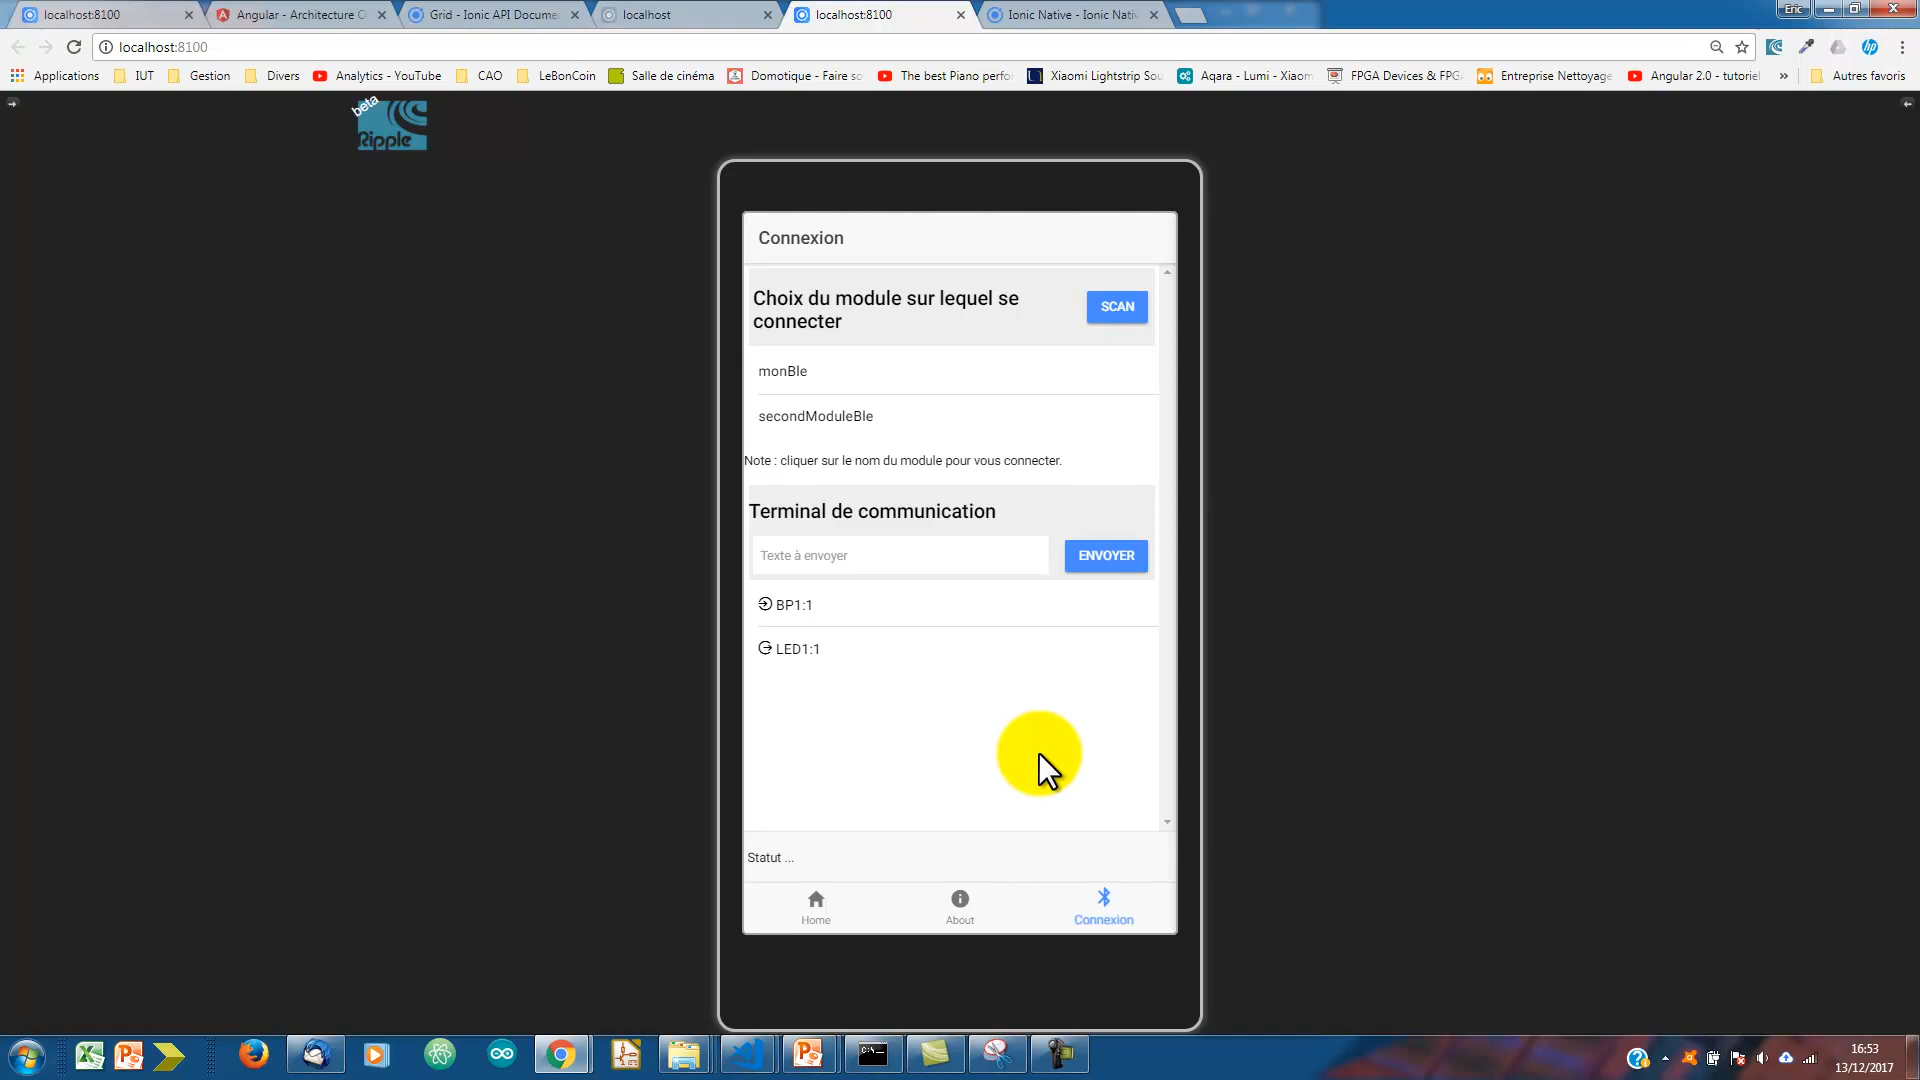 localhost:8100
Angular - Architecture O
Grid - Ionic API Docume
localhost
localhost:8100
Ionic Native - Ionic Nati
Eric
localhost:8100
Applications
IUT
Gestion
Divers
Analytics - YouTube
CAO
LeBonCoin
Salle de cinéma
Domotique - Faire so
The best Piano perfo
Xiaomi Lightstrip Sou
Aqara - Lumi - Xiaom
FPGA Devices & FPG
Entreprise Nettoyage
Angular 2.0 - tutoriel
»
Autres favoris
beta
Ripple
Connexion
Choix du module sur lequel se
connecter
SCAN
monBle
secondModuleBle
Note : cliquer sur le nom du module pour vous connecter.
Terminal de communication
Texte à envoyer
ENVOYER
BP1:1
LED1:1
Statut ...
Home
About
Connexion
16:53
13/12/2017